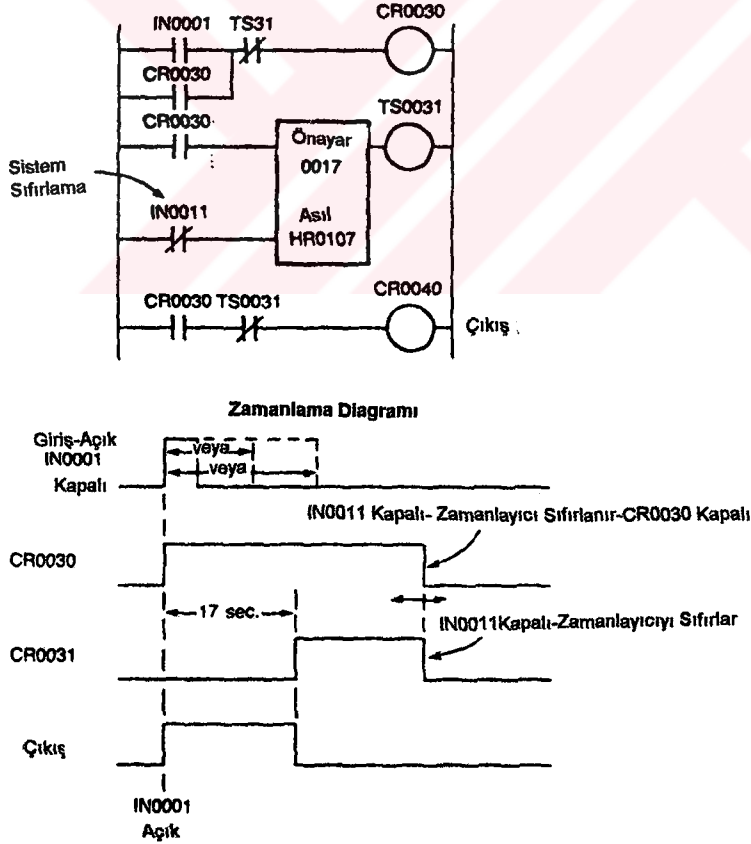 CR0030
IN0001 TS31
CR0030
CR0030
TS0031
Önayar
0017
Sistem
Sıfırlama
IN0011
Asıl
HR0107
CR0040
CR0030 TS0031
Çıkış
Zamanlama Diagramı
Giriş-Açık
IN0001
Kapalı
veya
veya
IN0011 Kapalı- Zamanlayıcı Sıfırlanır-CR0030 Kapalı
CR0030
17 sec.
IN0011Kapalı-Zamanlayıcıyı Sıfırlar
CR0031
Çıkış
IN0001
Açık